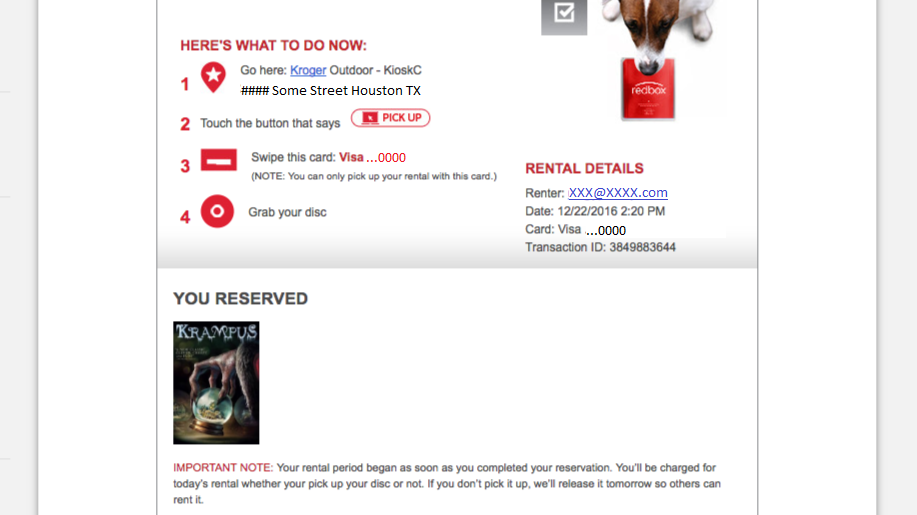 HERE'S WHAT TO DO NOW:
1 Go here: Kroger Outdoor - KioskC
#### Some Street Houston TX
2 Touch the button that says PICK UP
3 Swipe this card: Visa ...0000
(NOTE: You can only pick up your rental with this card.)
4 Grab your disc
redbox
RENTAL DETAILS
Renter: XXX@XXXX.com
Date: 12/22/2016 2:20 PM
Card: Visa ...0000
Transaction ID: 3849883644
YOU RESERVED
KRAMPUS
IMPORTANT NOTE: Your rental period began as soon as you completed your reservation. You'll be charged for
today's rental whether your pick up your disc or not. If you don't pick it up, we'll release it tomorrow so others can
rent it.